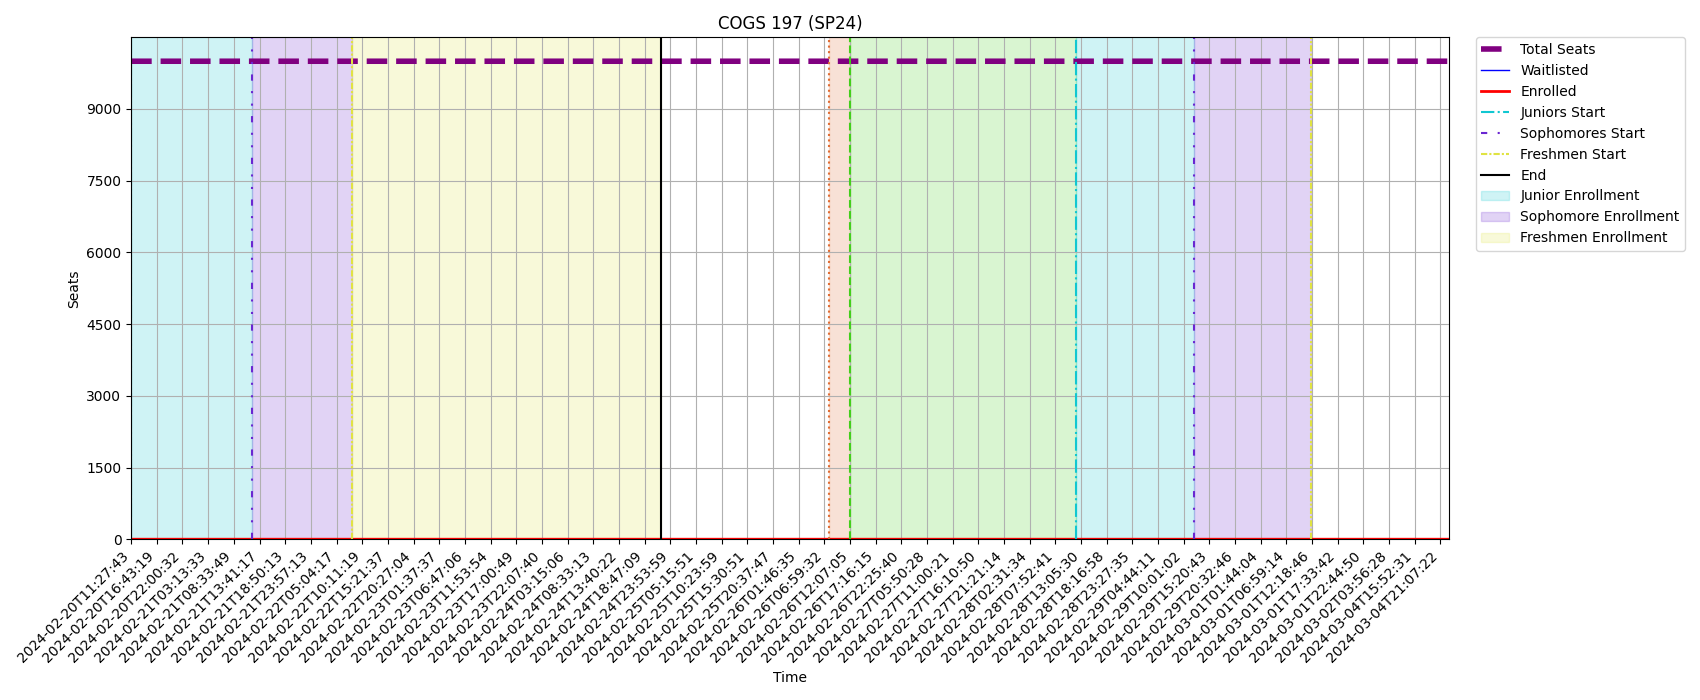 COGS 197 (SP24)
Total Seats
Waitlisted
Enrolled
Juniors Start
Sophomores Start
Freshmen Start
End
Junior Enrollment
Sophomore Enrollment
Freshmen Enrollment
Seats
9000
7500
6000
4500
3000
1500
0
2024-02-20T11:27:43
2024-02-20T16:43:19
2024-02-20T22:00:32
2024-02-21T03:13:33
2024-02-21T08:33:49
2024-02-21T13:41:17
2024-02-21T18:50:13
2024-02-21T23:57:13
2024-02-22T05:04:17
2024-02-22T10:11:19
2024-02-22T15:21:37
2024-02-22T20:27:04
2024-02-23T01:37:37
2024-02-23T06:47:06
2024-02-23T11:53:54
2024-02-23T17:00:49
2024-02-23T22:07:40
2024-02-24T03:15:06
2024-02-24T08:33:13
2024-02-24T13:40:22
2024-02-24T18:47:09
2024-02-24T23:53:59
2024-02-25T05:15:51
2024-02-25T10:23:59
2024-02-25T15:30:51
2024-02-25T20:37:47
2024-02-26T01:46:35
2024-02-26T06:59:32
2024-02-26T12:07:05
2024-02-26T17:16:15
2024-02-26T22:25:40
2024-02-27T05:50:28
2024-02-27T11:00:21
2024-02-27T16:10:50
2024-02-27T21:21:14
2024-02-28T02:31:34
2024-02-28T07:52:41
2024-02-28T13:05:30
2024-02-28T18:16:58
2024-02-28T23:27:35
2024-02-29T04:44:11
2024-02-29T10:01:02
2024-02-29T15:20:43
2024-02-29T20:32:46
2024-03-01T01:44:04
2024-03-01T06:59:14
2024-03-01T12:18:46
2024-03-01T17:33:42
2024-03-01T22:44:50
2024-03-02T03:56:28
2024-03-04T15:52:31
2024-03-04T21:07:22
Time